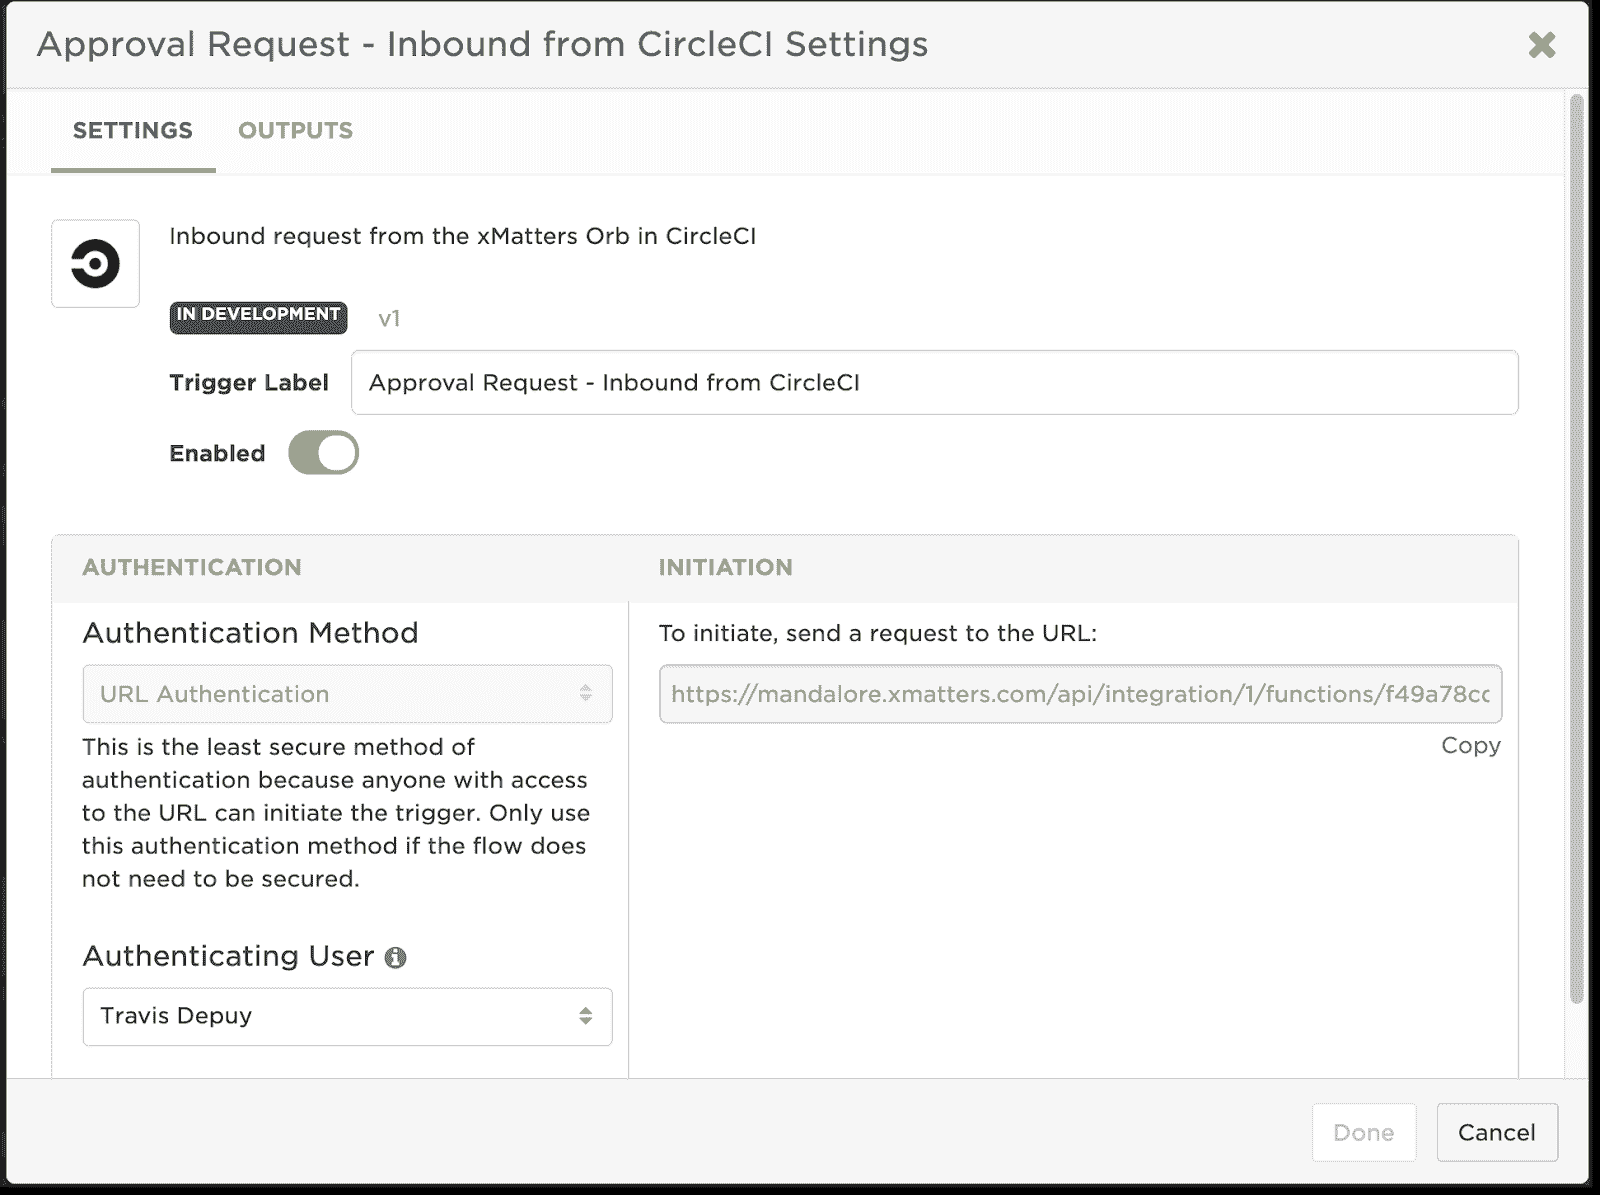 Approval Request - Inbound from CircleCI Settings
SETTINGS OUTPUTS
Inbound request from the xMatters Orb in CircleCI
IN DEVELOPMENT v1
Trigger Label Approval Request - Inbound from CircleCI
Enabled
AUTHENTICATION
Authentication Method
URL Authentication
This is the least secure method of
authentication because anyone with access
to the URL can initiate the trigger. Only use
this authentication method if the flow does
not need to be secured.
Authenticating User
Travis Depuy
INITIATION
To initiate, send a request to the URL:
https://mandalore.xmatters.com/api/integration/1/functions/f49a78cc
Copy
Done Cancel